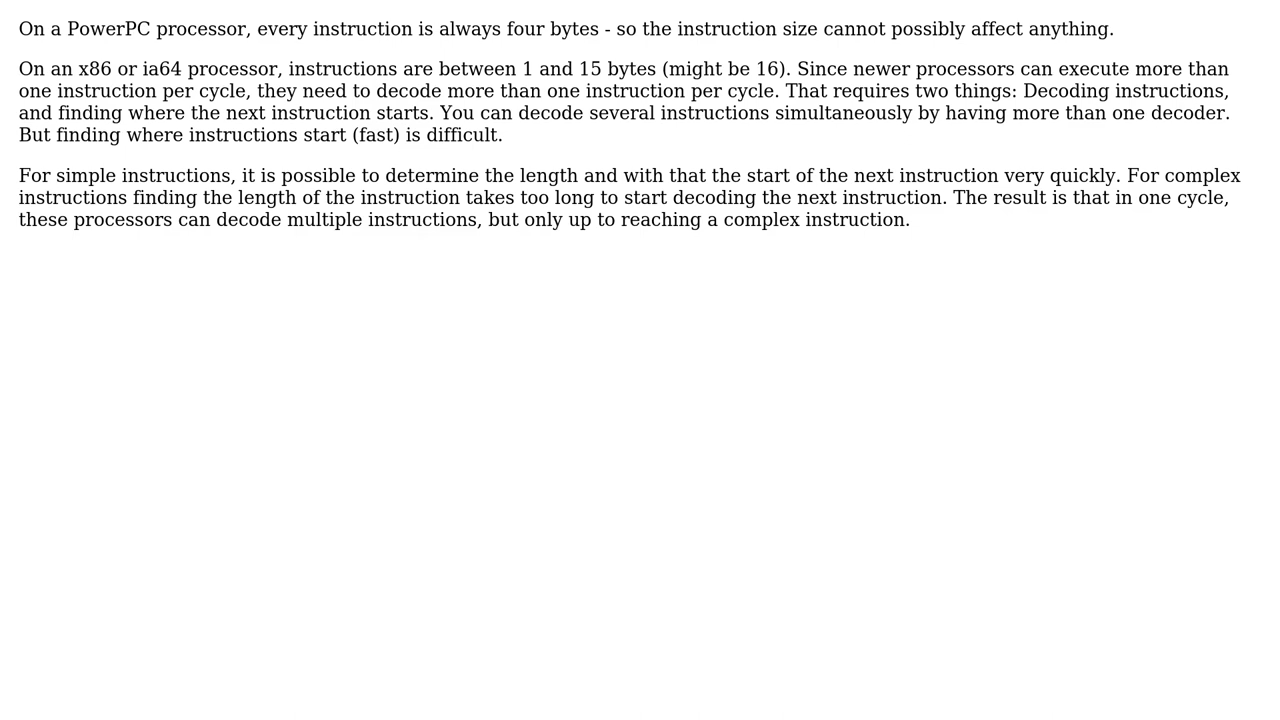 On a PowerPC processor, every instruction is always four bytes - so the instruction size cannot possibly affect anything.
On an x86 or ia64 processor, instructions are between 1 and 15 bytes (might be 16). Since newer processors can execute more than
one instruction per cycle, they need to decode more than one instruction per cycle. That requires two things: Decoding instructions,
and finding where the next instruction starts. You can decode several instructions simultaneously by having more than one decoder.
But finding where instructions start (fast) is difficult.
For simple instructions, it is possible to determine the length and with that the start of the next instruction very quickly. For complex
instructions finding the length of the instruction takes too long to start decoding the next instruction. The result is that in one cycle,
these processors can decode multiple instructions, but only up to reaching a complex instruction.